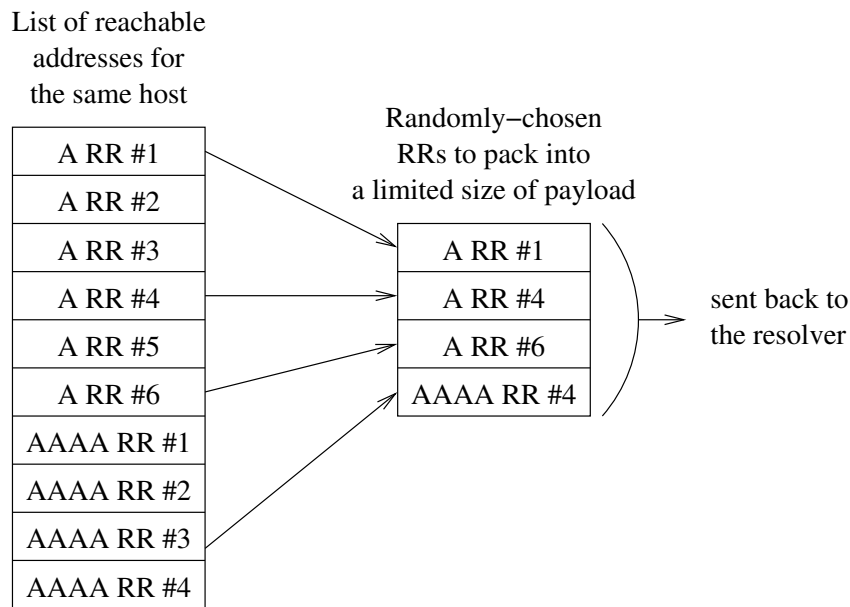 List of reachable
addresses for
the same host
A RR #1
A RR #2
A RR #3
A RR #4
A RR #5
A RR #6
AAAA RR #1
AAAA RR #2
AAAA RR #3
AAAA RR #4
Randomly−chosen
RRs to pack into
a limited size of payload
A RR #1
A RR #4
A RR #6
AAAA RR #4
sent back to
the resolver